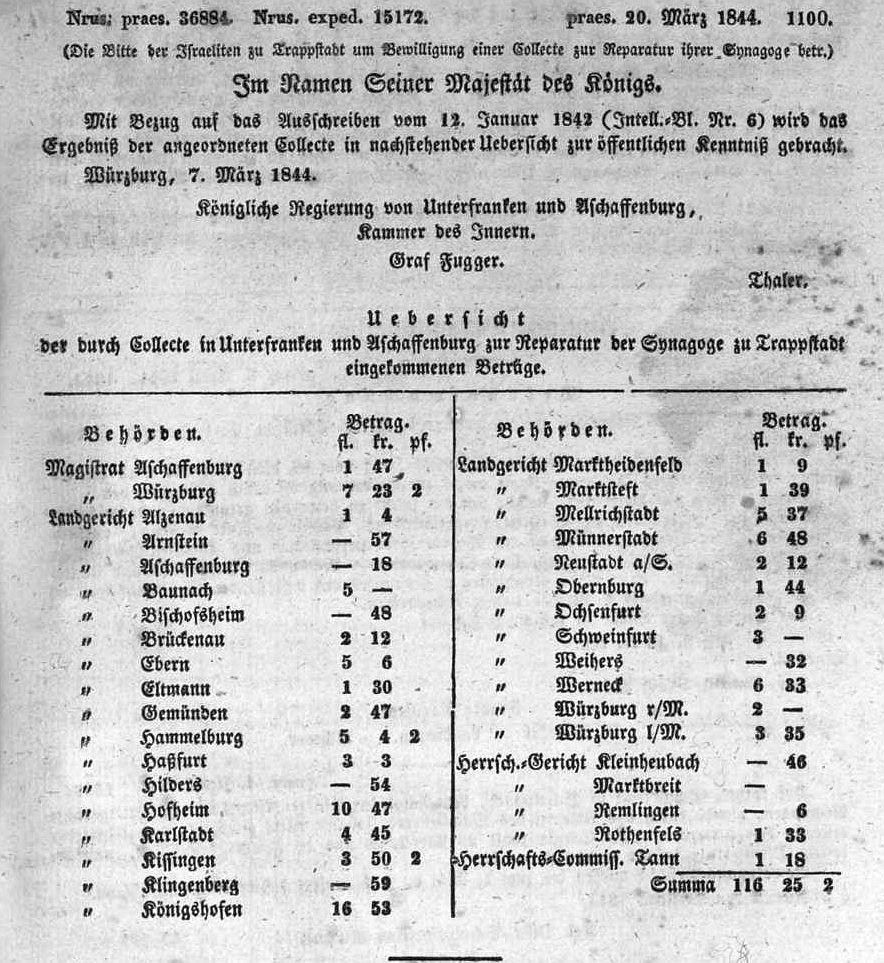 Nrus. praes. 36884. Nrus. exped. 15172. praes. 20. März 1844. 1100.
(Die Bitte der Israeliten zu Trappstadt um Bewilligung einer Collecte zur Reparatur ihrer Synagoge betr.)
Im Namen Seiner Majestät des Königs.
Mit Bezug auf das Ausschreiben vom 12. Januar 1842 (Intell.-Bl. Nr. 6) wird das
Ergebniß der angeordneten Collecte in nachstehender Uebersicht zur öffentlichen Kenntniß gebracht.
Würzburg, 7. März 1844.
Königliche Regierung von Unterfranken und Aschaffenburg,
Kammer des Innern.
Graf Fugger.
Thaler.
Uebersicht
der durch Collecte in Unterfranken und Aschaffenburg zur Reparatur der Synagoge zu Trappstadt
eingekommenen Beträge.
Behörden. Betrag.
fl. kr. pf.
Magistrat Aschaffenburg 1 47
„ Würzburg 7 23 2
Landgericht Alzenau 1 4
„ Arnstein — 57
„ Aschaffenburg — 18
„ Baunach 5 —
„ Bischofsheim — 48
„ Brückenau 2 12
„ Ebern 5 6
„ Eltmann 1 30
„ Gemünden 2 47
„ Hammelburg 5 4 2
„ Haßfurt 3 3
„ Hilders — 54
„ Hofheim 10 47
„ Karlstadt 4 45
„ Kissingen 3 50 2
„ Klingenberg — 59
„ Königshofen 16 53
Behörden. Betrag.
fl. kr. pf.
Landgericht Marktheidenfeld 1 9
„ Marktsteft 1 39
„ Mellrichstadt 5 37
„ Münnerstadt 6 48
„ Neustadt a/S. 2 12
„ Obernburg 1 44
„ Ochsenfurt 2 9
„ Schweinfurt 3 —
„ Weihers — 32
„ Werneck 6 33
„ Würzburg r/M. 2 —
„ Würzburg l/M. 3 35
Herrsch.-Gericht Kleinheubach — 46
„ Marktbreit —
„ Remlingen — 6
„ Rothenfels 1 33
Herrschafts-Commiss. Tann 1 18
Summa 116 25 2